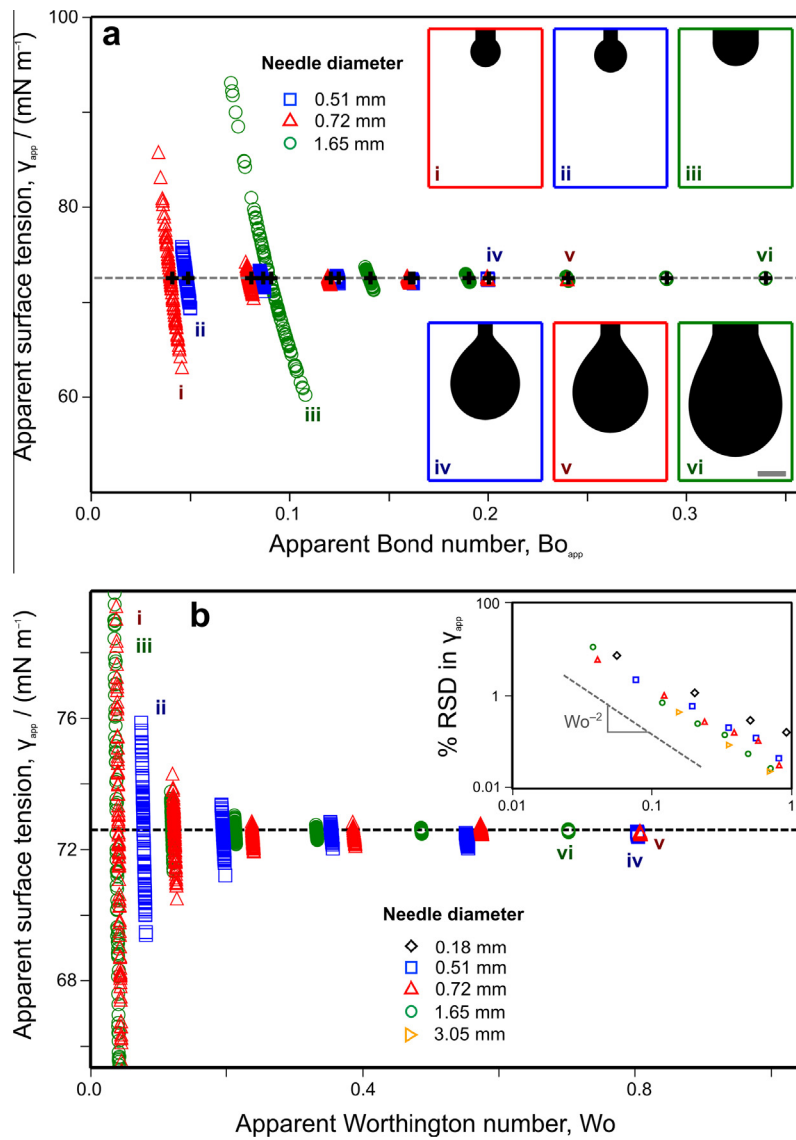 a
Needle diameter
0.51 mm
0.72 mm
1.65 mm
i
ii
iii
100
80
60
Apparent surface tension, γapp / (mN m⁻¹)
i
ii
iii
iv
v
vi
iv
v
vi
0.0
0.1
0.2
0.3
Apparent Bond number, Boapp
b
i
iii
ii
76
72
68
Apparent surface tension, γapp / (mN m⁻¹)
100
1
0.01
% RSD in γapp
Wo⁻²
0.01
0.1
1
vi
iv
v
Needle diameter
0.18 mm
0.51 mm
0.72 mm
1.65 mm
3.05 mm
0.0
0.4
0.8
Apparent Worthington number, Wo